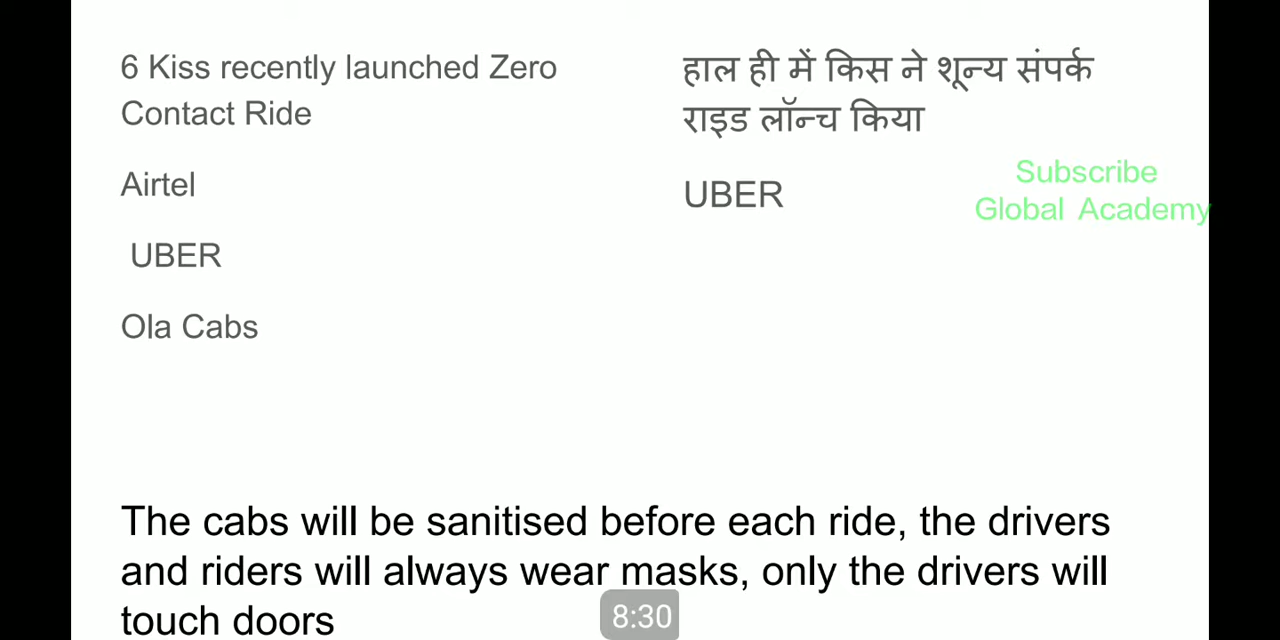 6 Kiss recently launched Zero
Contact Ride
Airtel
UBER
Ola Cabs
हाल ही में किस ने शून्य संपर्क
राइड लॉन्च किया
UBER
Subscribe
Global Academy
The cabs will be sanitised before each ride, the drivers
and riders will always wear masks, only the drivers will
touch doors
8:30